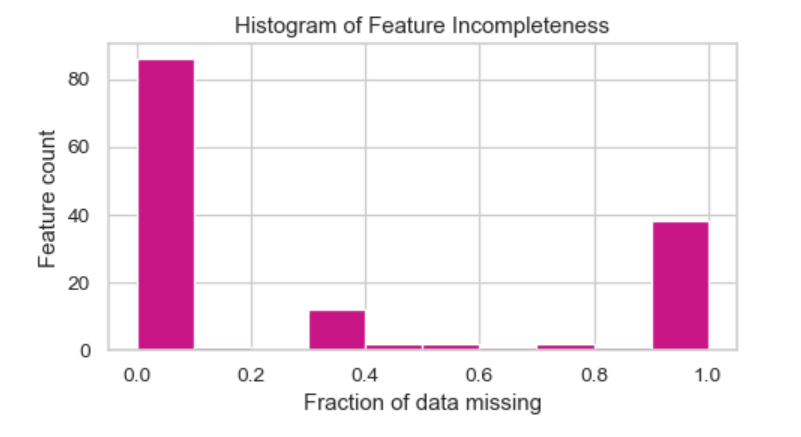 Histogram of Feature Incompleteness
Feature count
80
60
40
20
0
0.0 0.2 0.4 0.6 0.8 1.0
Fraction of data missing